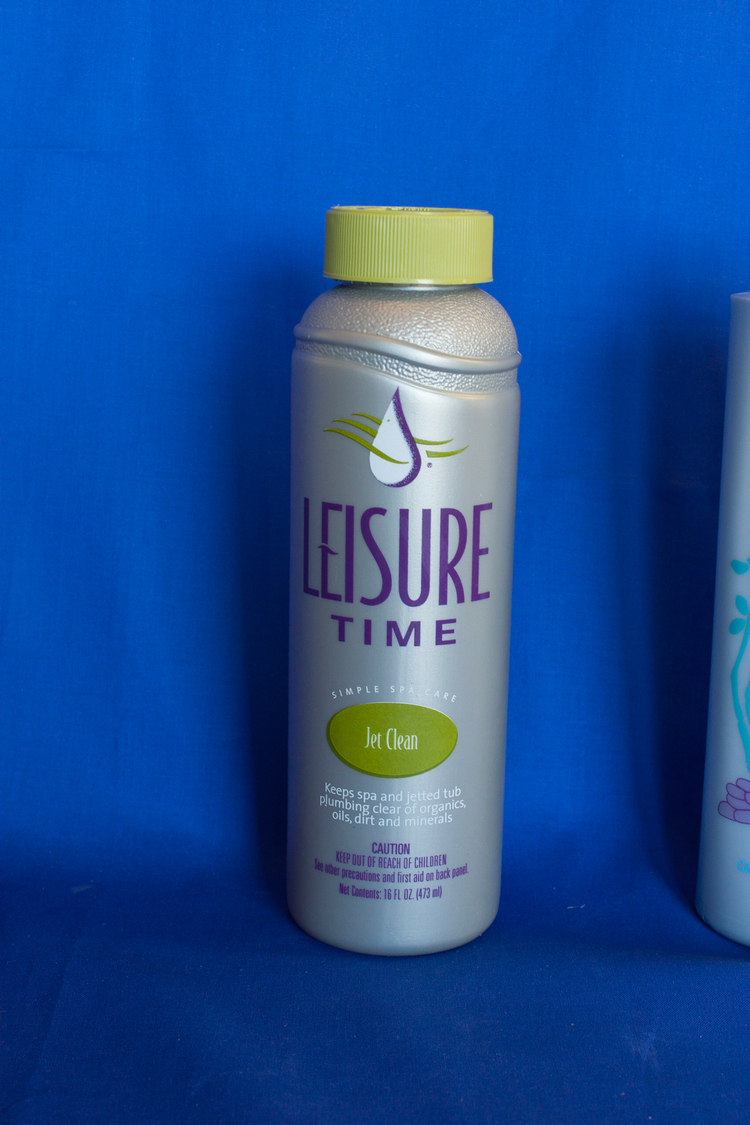 LEISURE
TIME
SIMPLE SPA CARE
Jet Clean
Keeps spa and jetted tub
plumbing clear of organics,
oils, dirt and minerals
CAUTION
KEEP OUT OF REACH OF CHILDREN
See other precautions and first aid on back panel.
Net Contents: 16 FL OZ. (473 ml)